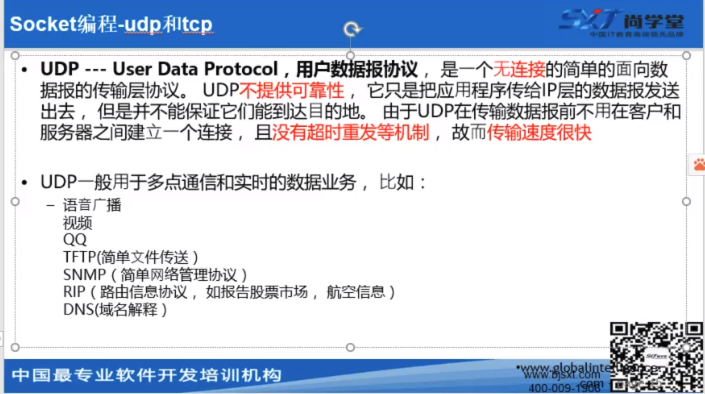 Socket编程-udp和tcp
SXT 尚学堂
中国IT教育高端领先品牌
• UDP --- User Data Protocol，用户数据报协议， 是一个无连接的简单的面向数
据报的传输层协议。 UDP不提供可靠性， 它只是把应用程序传给IP层的数据报发送
出去， 但是并不能保证它们能到达目的地。 由于UDP在传输数据报前不用在客户和
服务器之间建立一个连接， 且没有超时重发等机制， 故而传输速度很快
• UDP一般用于多点通信和实时的数据业务， 比如：
– 语音广播
视频
QQ
TFTP(简单文件传送）
SNMP（简单网络管理协议）
RIP（路由信息协议， 如报告股票市场， 航空信息）
DNS(域名解释）
中国最专业软件开发培训机构
www.bjsxt.com
400-009-1906